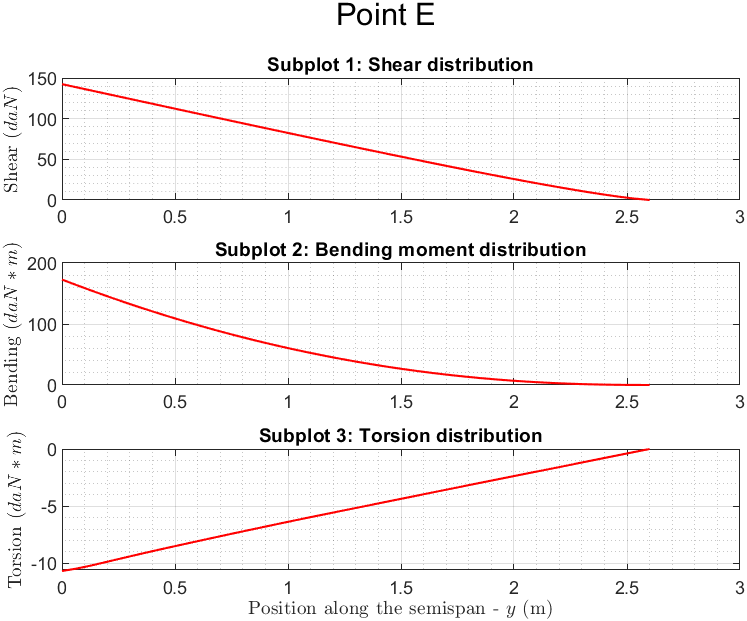 Point E
Subplot 1: Shear distribution
Shear (daN)
150
100
50
0
0 0.5 1 1.5 2 2.5 3
Subplot 2: Bending moment distribution
Bending (daN * m)
200
100
0
0 0.5 1 1.5 2 2.5 3
Subplot 3: Torsion distribution
Torsion (daN * m)
0
-5
-10
0 0.5 1 1.5 2 2.5 3
Position along the semispan - y (m)